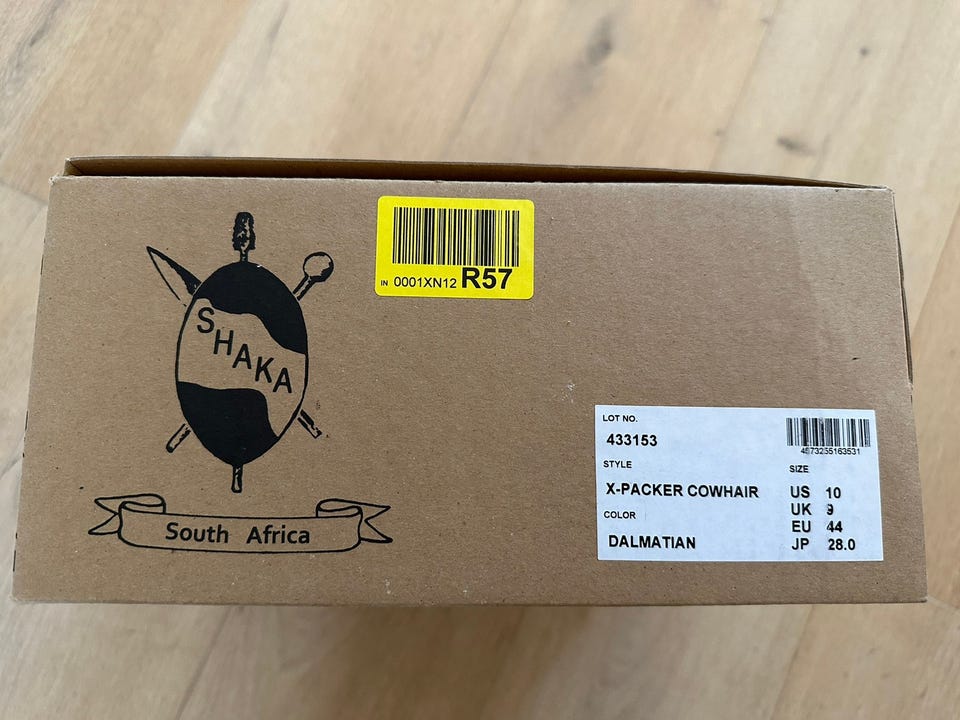 SHAKA
South Africa
IN 0001XN12 R57
LOT NO.
433153
4573255163531
STYLE
X-PACKER COWHAIR
COLOR
DALMATIAN
SIZE
US 10
UK 9
EU 44
JP 28.0